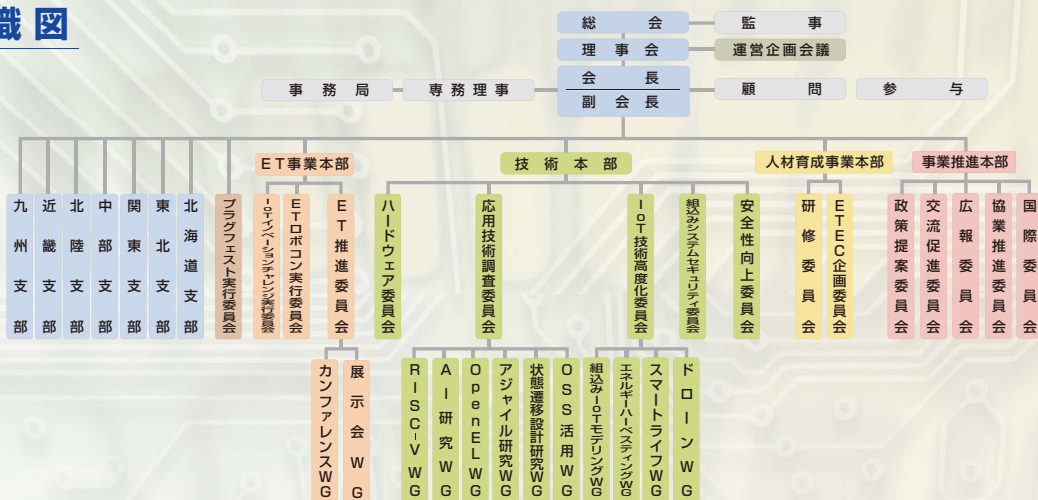 織図
総会
監事
理事会
運営企画会議
会長
副会長
事務局
専務理事
顧問
参与
ET事業本部
技術本部
人材育成事業本部
事業推進本部
九州支部
近畿支部
北陸支部
中部支部
関東支部
東北支部
北海道支部
プラグフェスト実行委員会
IoTイノベーションチャレンジ実行委員会
ETロボコン実行委員会
ET推進委員会
ハードウェア委員会
応用技術調査委員会
IoT技術高度化委員会
組込みシステムセキュリティ委員会
安全性向上委員会
研修委員会
ETEC企画委員会
政策提案委員会
交流促進委員会
広報委員会
協業推進委員会
国際委員会
カンファレンスWG
展示会WG
RISC-V WG
AI研究WG
OpenEL WG
アジャイル研究WG
状態遷移設計研究WG
OSS活用WG
組込みIoTモデリングWG
エネルギーハーベスティングWG
スマートライフWG
ドローンWG